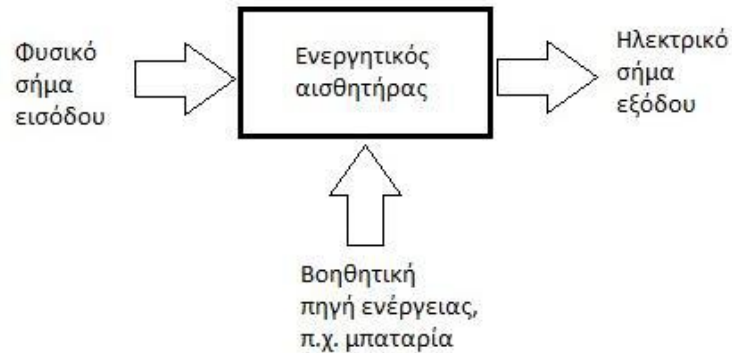 Φυσικό
σήμα
εισόδου
Ενεργητικός
αισθητήρας
Ηλεκτρικό
σήμα
εξόδου
Βοηθητική
πηγή ενέργειας,
π.χ. μπαταρία